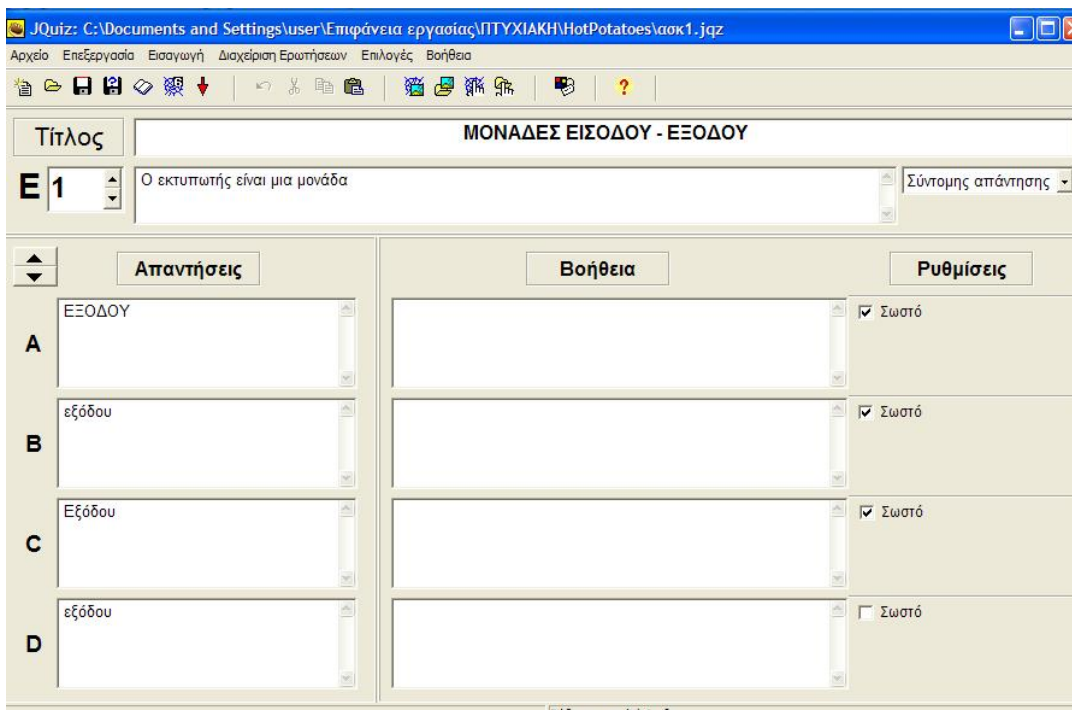 JQuiz: C:\Documents and Settings\user\Επιφάνεια εργασίας\ΠΤΥΧΙΑΚΗ\HotPotatoes\ασκ1.jqz
Αρχείο Επεξεργασία Εισαγωγή Διαχείριση Ερωτήσεων Επιλογές Βοήθεια
Τίτλος ΜΟΝΑΔΕΣ ΕΙΣΟΔΟΥ - ΕΞΟΔΟΥ
Ε 1 Ο εκτυπωτής είναι μια μονάδα Σύντομης απάντησης
Απαντήσεις Βοήθεια Ρυθμίσεις
A ΕΞΟΔΟΥ Σωστό
B εξόδου Σωστό
C Εξόδου Σωστό
D εξόδου Σωστό